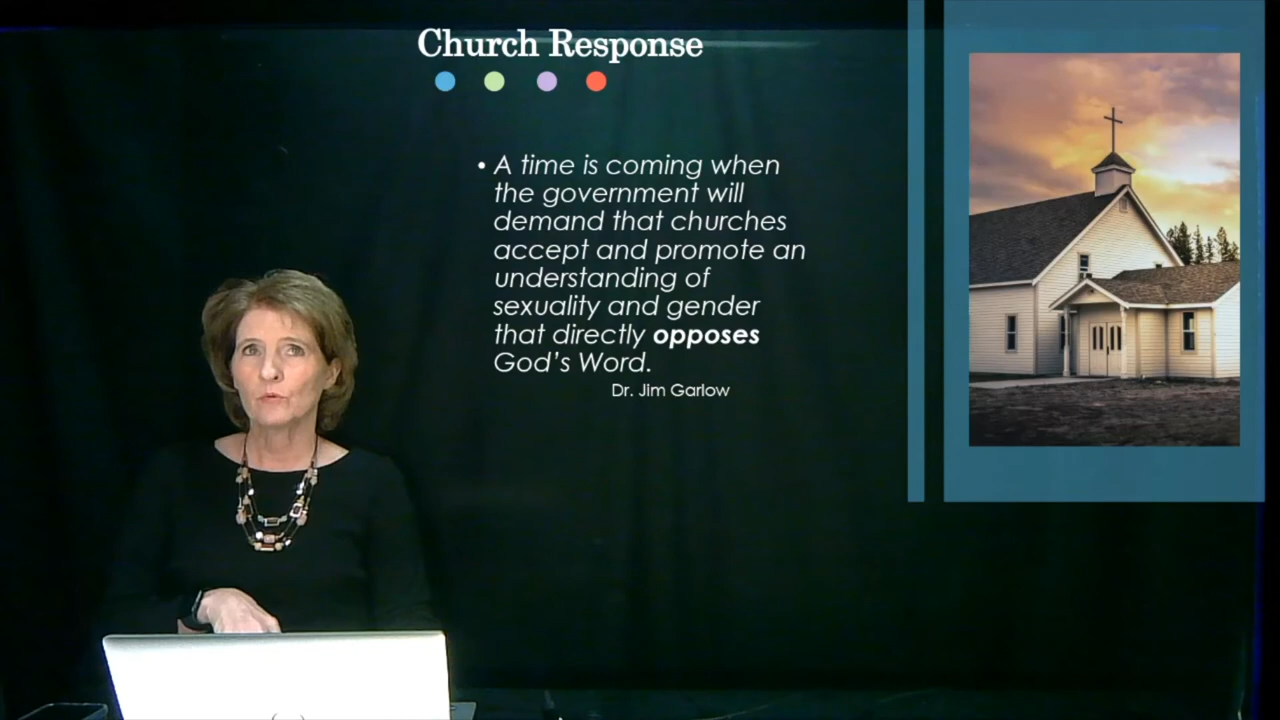 Church Response
• A time is coming when
the government will
demand that churches
accept and promote an
understanding of
sexuality and gender
that directly opposes
God's Word.
Dr. Jim Garlow